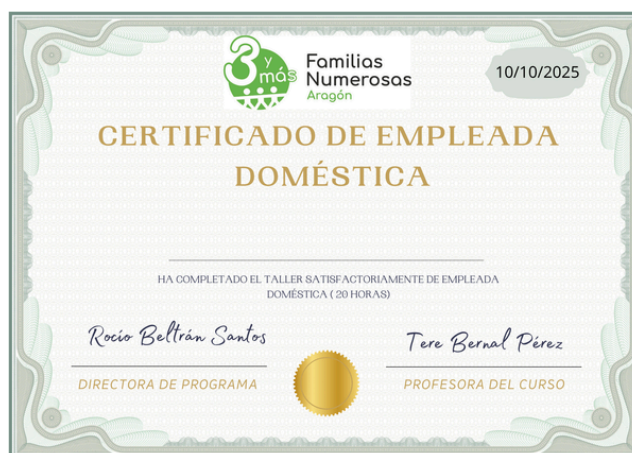 3 y más
Familias
Numerosas
Aragón
10/10/2025
CERTIFICADO DE EMPLEADA
DOMÉSTICA
HA COMPLETADO EL TALLER SATISFACTORIAMENTE DE EMPLEADA
DOMÉSTICA ( 20 HORAS)
Rocío Beltrán Santos
DIRECTORA DE PROGRAMA
Tere Bernal Pérez
PROFESORA DEL CURSO